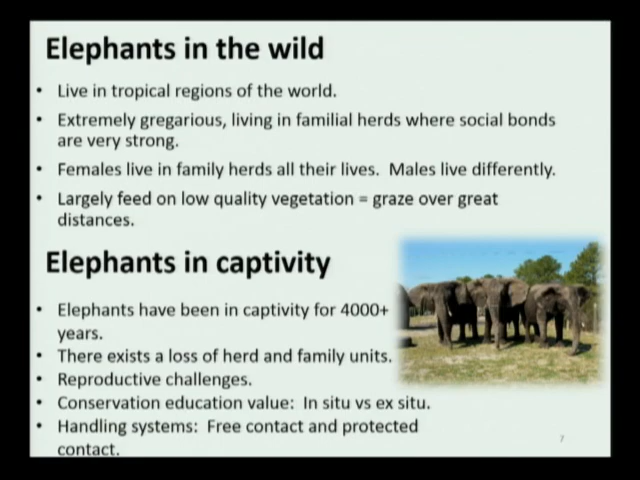 Elephants in the wild
• Live in tropical regions of the world.
• Extremely gregarious, living in familial herds where social bonds
are very strong.
• Females live in family herds all their lives.  Males live differently.
• Largely feed on low quality vegetation = graze over great
distances.
Elephants in captivity
• Elephants have been in captivity for 4000+
years.
• There exists a loss of herd and family units.
• Reproductive challenges.
• Conservation education value:  In situ vs ex situ.
• Handling systems:  Free contact and protected
contact.
7